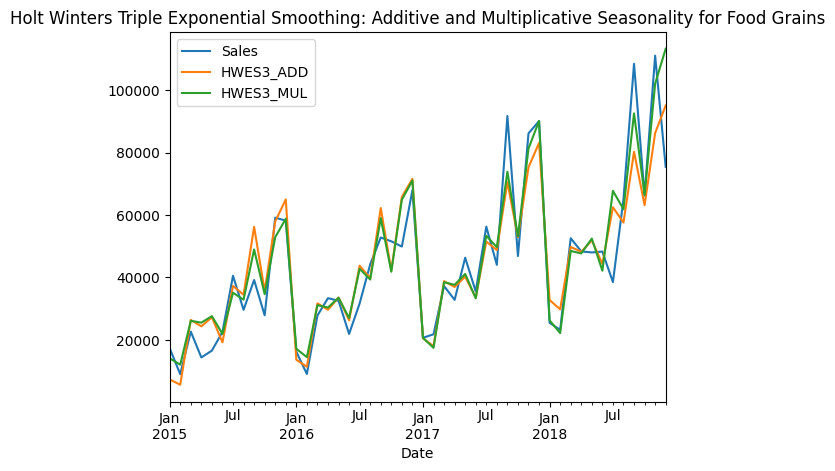 Holt Winters Triple Exponential Smoothing: Additive and Multiplicative Seasonality for Food Grains
Sales
HWES3_ADD
HWES3_MUL
100000
80000
60000
40000
20000
Jan Jul Jan Jul Jan Jul Jan Jul
2015 2016 2017 2018
Date